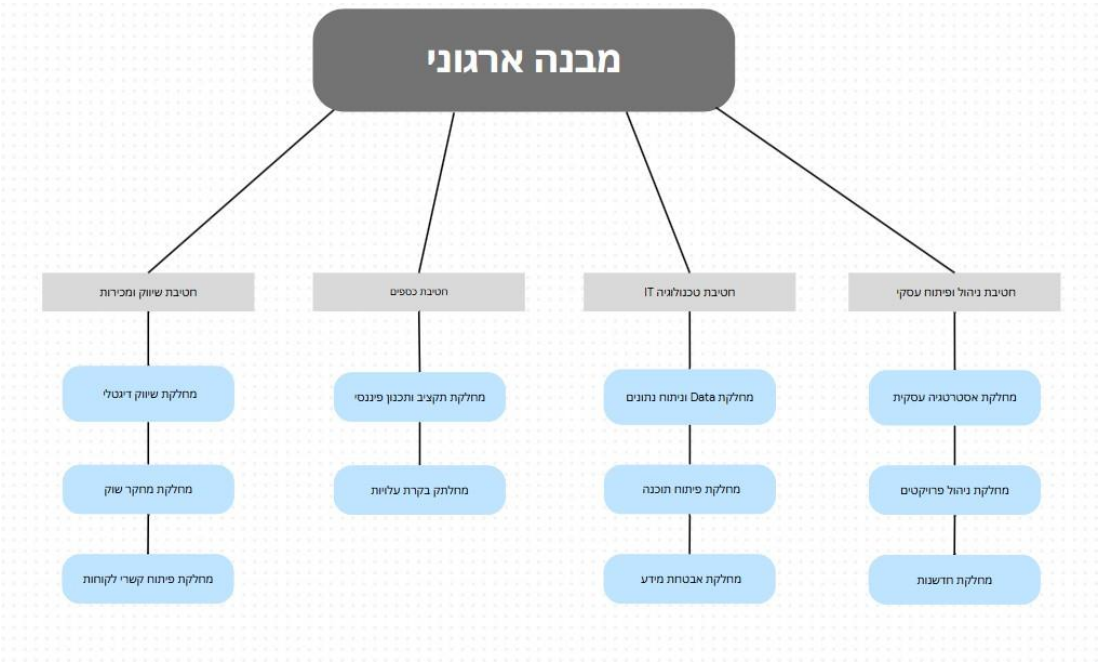 מבנה ארגוני
חטיבת ניהול ופיתוח עסקי
חטיבת טכנולוגיה IT
חטיבת כספים
חטיבת שיווק ומכירות
מחלקת אסטרטגיה עסקית
מחלקת Data וניתוח נתונים
מחלקת תקציב ותכנון פיננסי
מחלקת שיווק דיגטלי
מחלקת ניהול פרויקטים
מחלקת פיתוח תוכנה
מחלתק בקרת עלויות
מחלקת מחקר שוק
מחלקת חדשנות
מחלקת אבטחת מידע
מחלקת פיתוח קשרי לקוחות